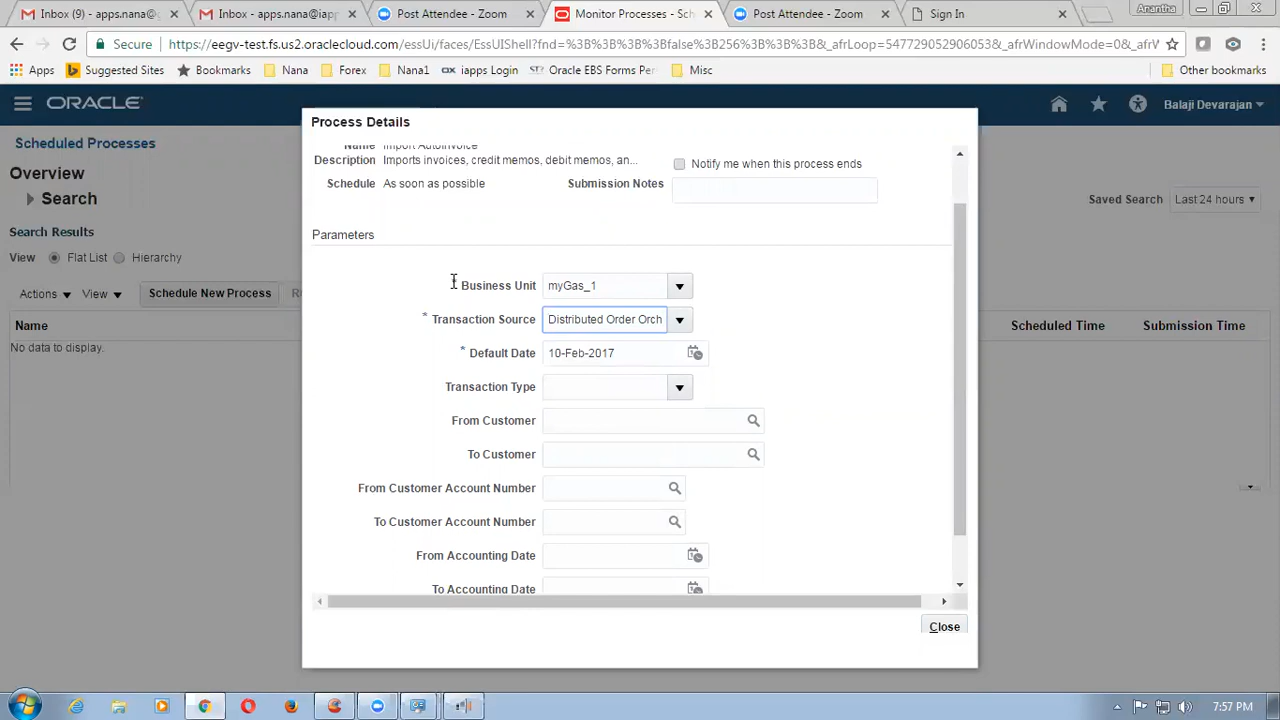 Inbox (9) - apps.nana@g
Inbox - apps.nana@iapp
Post Attendee - Zoom
Monitor Processes - Sch
Post Attendee - Zoom
Sign In
Anantha
Secure
https://eegv-test.fs.us2.oraclecloud.com/essUi/faces/EssUIShell?fnd=%3B%3B%3B%3Bfalse%3B256%3B%3B%3B&_afrLoop=547729052906053&_afrWindowMode=0&_afrW
Apps
Suggested Sites
Bookmarks
Nana
Forex
Nana1
iapps Login
Oracle EBS Forms Per
Misc
Other bookmarks
ORACLE
Balaji Devarajan
Scheduled Processes
Overview
Search
Saved Search Last 24 hours
Search Results
View Flat List Hierarchy
Actions View Schedule New Process
Name
Scheduled Time
Submission Time
No data to display.
Process Details
Name Import AutoInvoice
Description Imports invoices, credit memos, debit memos, an...
Notify me when this process ends
Schedule As soon as possible
Submission Notes
Parameters
Business Unit myGas_1
* Transaction Source Distributed Order Orch
* Default Date 10-Feb-2017
Transaction Type
From Customer
To Customer
From Customer Account Number
To Customer Account Number
From Accounting Date
To Accounting Date
Close
7:57 PM